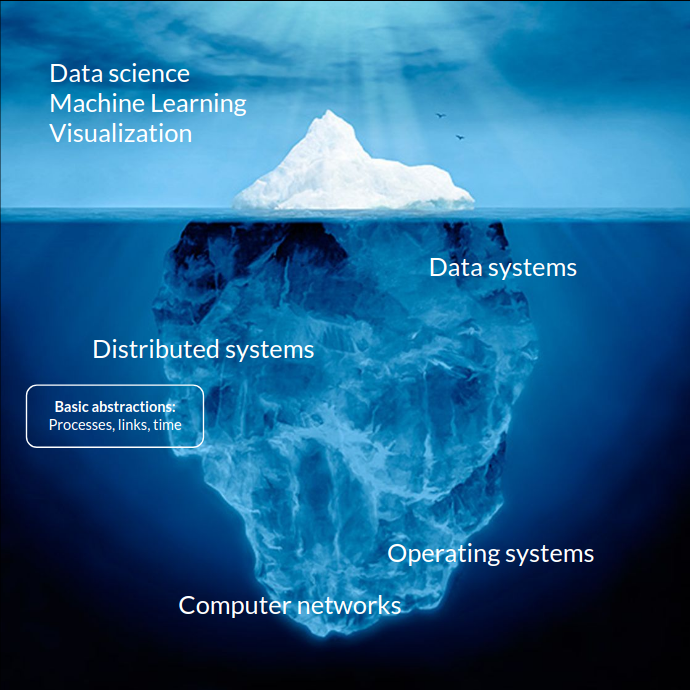 Data science
Machine Learning
Visualization
Data systems
Distributed systems
Basic abstractions:
Processes, links, time
Operating systems
Computer networks